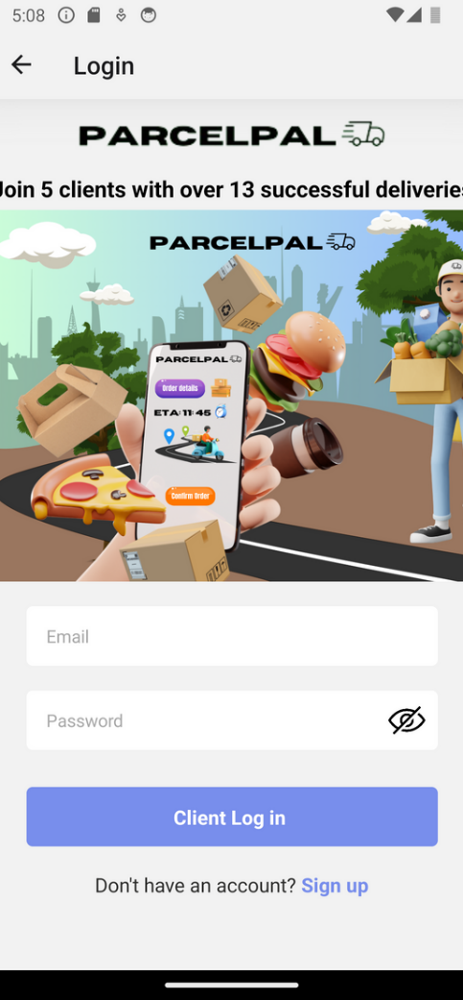 5:08
Login
PARCELPAL
Join 5 clients with over 13 successful deliveries
PARCELPAL
PARCELPAL
Order details
ETA: 11:45
Confirm Order
Email
Password
Client Log in
Don't have an account? Sign up